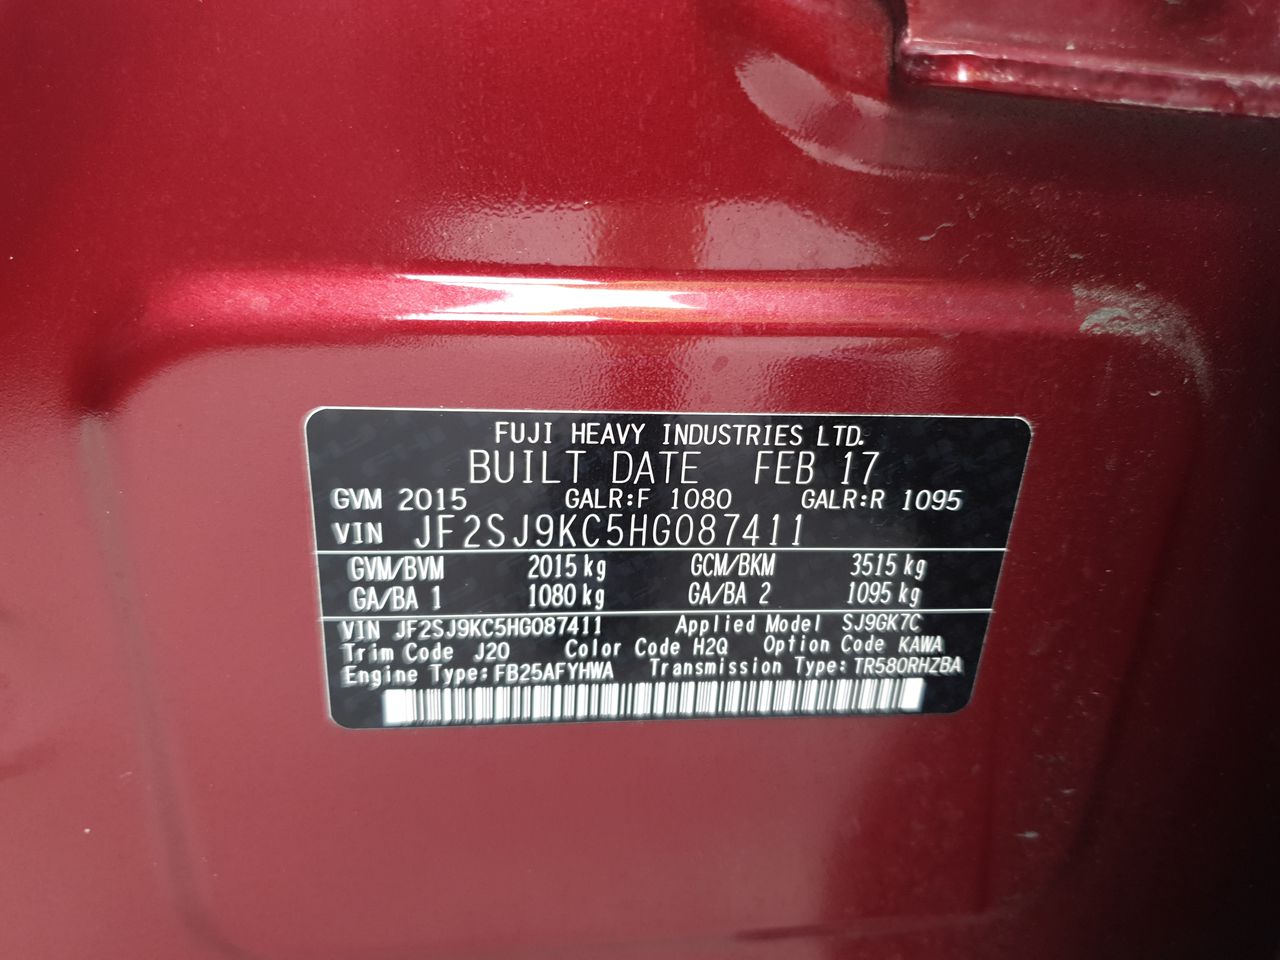 FUJI HEAVY INDUSTRIES LTD.
BUILT DATE FEB 17
GVM 2015 GALR:F 1080 GALR:R 1095
VIN JF2SJ9KC5HG087411
GVM/BVM 2015 kg GCM/BKM 3515 kg
GA/BA 1 1080 kg GA/BA 2 1095 kg
VIN JF2SJ9KC5HG087411 Applied Model SJ9GK7C
Trim Code J20 Color Code H2Q Option Code KAWA
Engine Type:FB25AFYHWA Transmission Type:TR580RHZBA